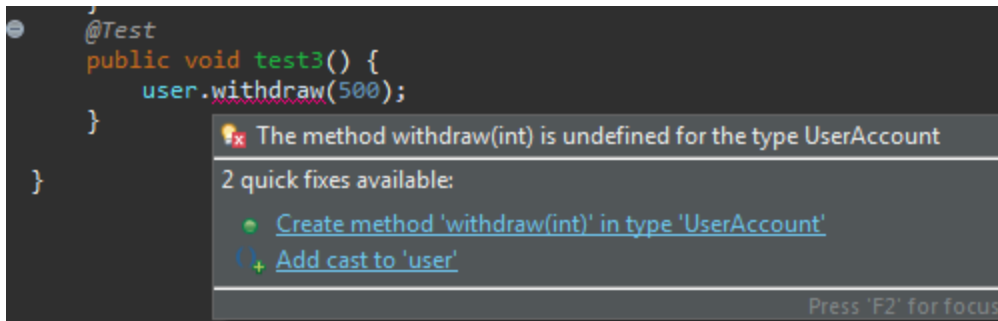 }
@Test
public void test3() {
user.withdraw(500);
}
The method withdraw(int) is undefined for the type UserAccount
}
2 quick fixes available:
Create method 'withdraw(int)' in type 'UserAccount'
Add cast to 'user'
Press 'F2' for focus